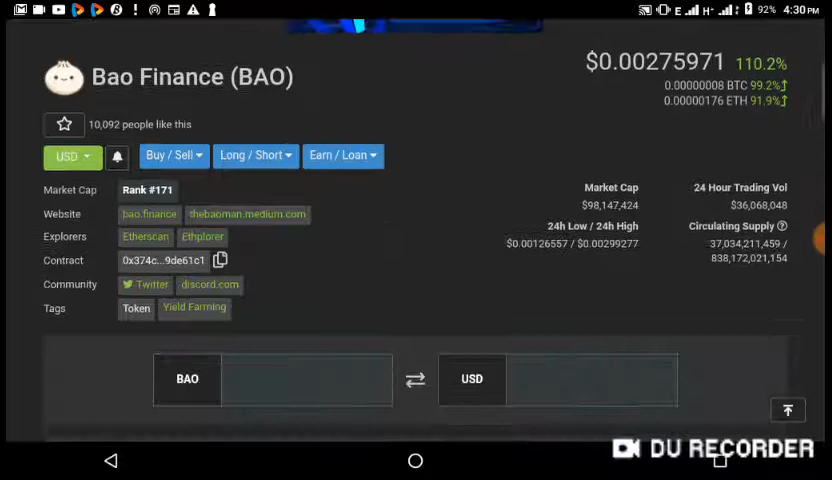 92% 4:30 PM
Bao Finance (BAO)
$0.00275971 110.2%
0.00000008 BTC 99.2%
0.00000176 ETH 91.9%
10,092 people like this
USD
Buy / Sell
Long / Short
Earn / Loan
Market Cap Rank #171
Website bao.finance thebaoman.medium.com
Explorers Etherscan Ethplorer
Contract 0x374c...9de61c1
Community Twitter discord.com
Tags Token Yield Farming
Market Cap
$98,147,424
24 Hour Trading Vol
$36,068,048
24h Low / 24h High
$0.00126557 / $0.00299277
Circulating Supply
37,034,211,459 /
838,172,021,154
BAO
USD
DU RECORDER